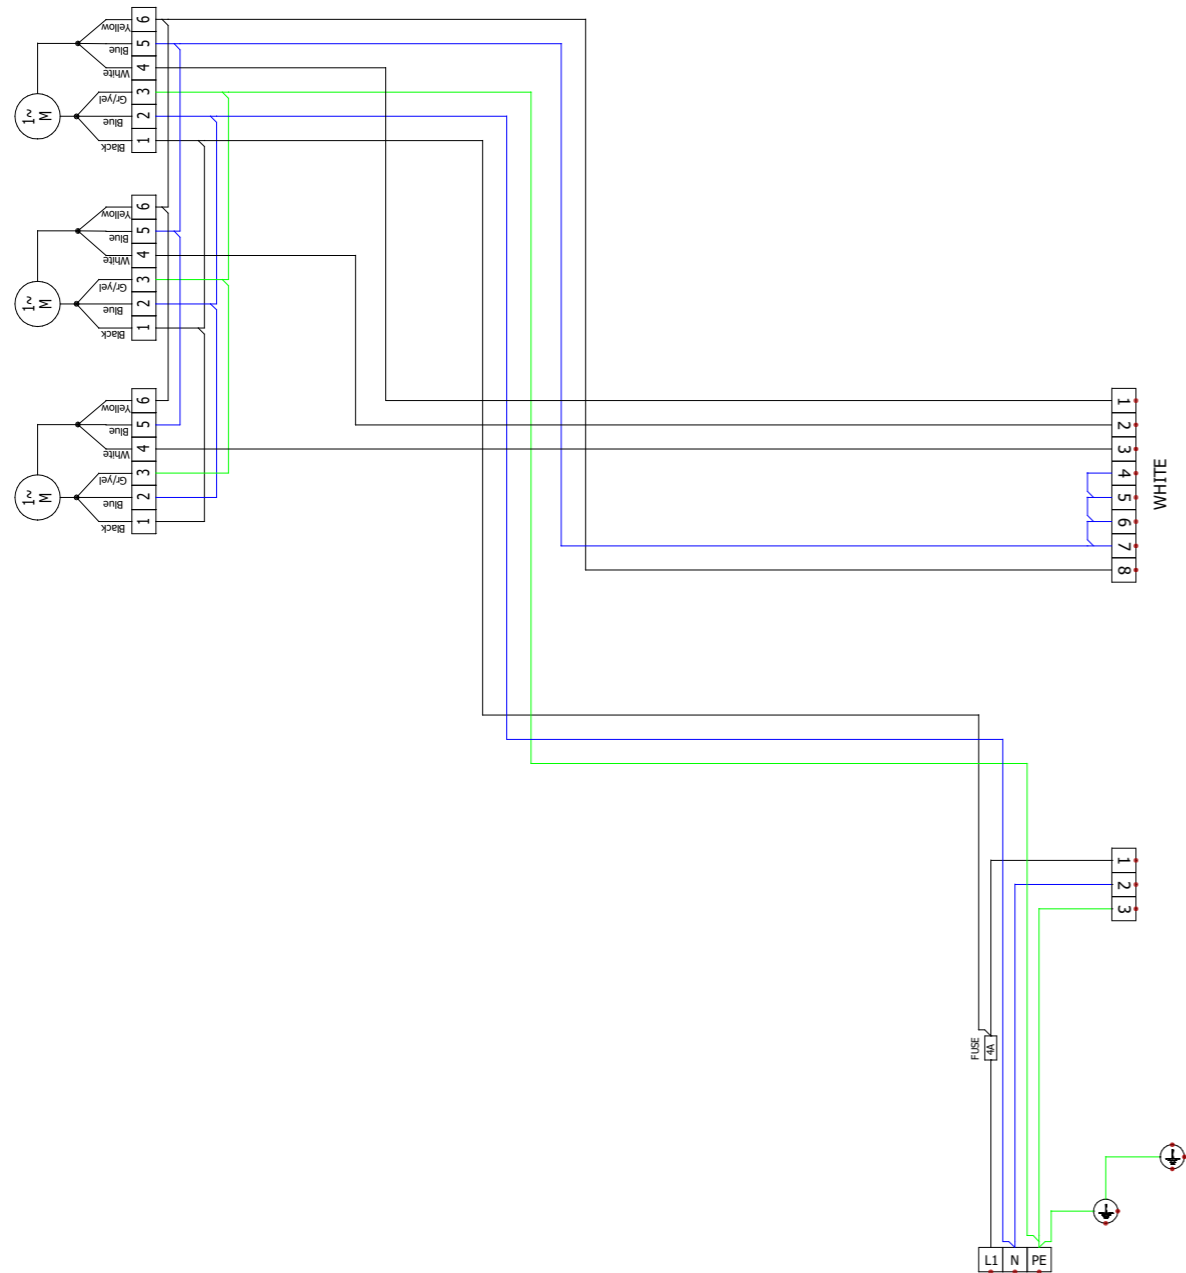 Yellow
Blue
White
Gr/yel
Blue
Black
6
5
4
3
2
1
1~
M
Yellow
Blue
White
Gr/yel
Blue
Black
6
5
4
3
2
1
1~
M
Yellow
Blue
White
Gr/yel
Blue
Black
6
5
4
3
2
1
1~
M
1
2
3
4
5
6
7
8
WHITE
1
2
3
FUSE
4A
L1 N PE